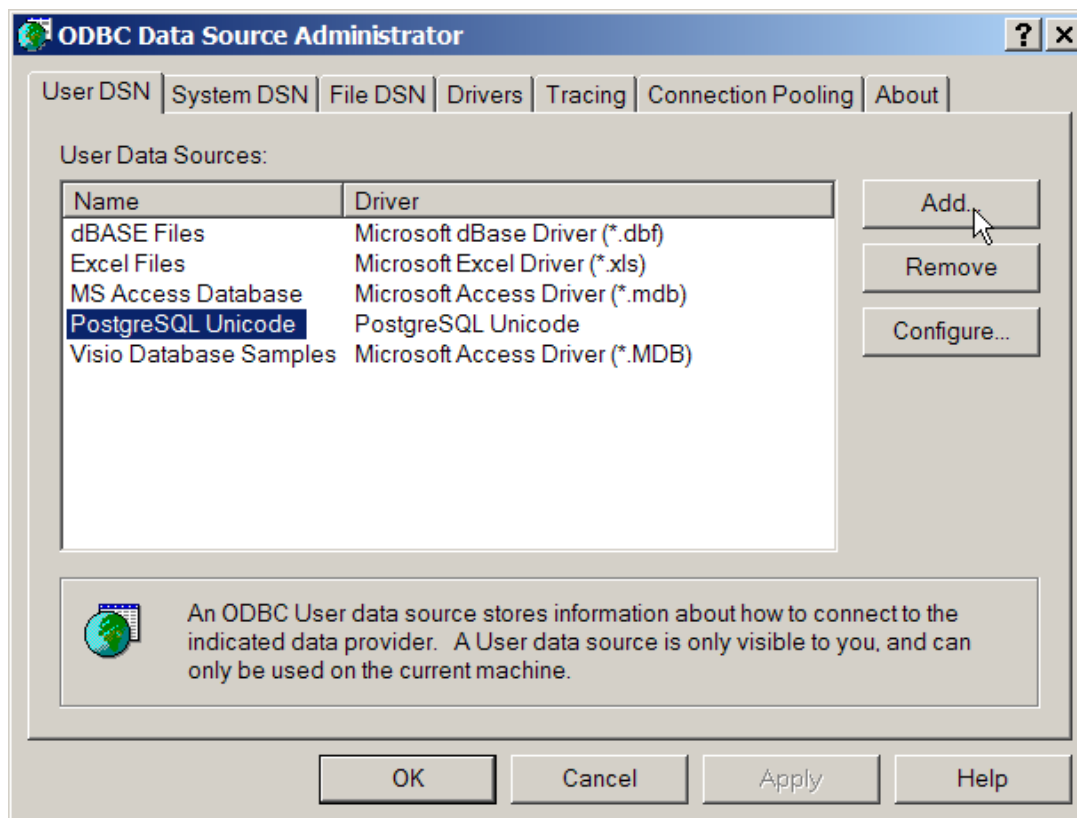 ODBC Data Source Administrator
User DSN System DSN File DSN Drivers Tracing Connection Pooling About
User Data Sources:
Name Driver
dBASE Files Microsoft dBase Driver (*.dbf)
Excel Files Microsoft Excel Driver (*.xls)
MS Access Database Microsoft Access Driver (*.mdb)
PostgreSQL Unicode PostgreSQL Unicode
Visio Database Samples Microsoft Access Driver (*.MDB)
Add...
Remove
Configure...
An ODBC User data source stores information about how to connect to the
indicated data provider. A User data source is only visible to you, and can
only be used on the current machine.
OK Cancel Apply Help